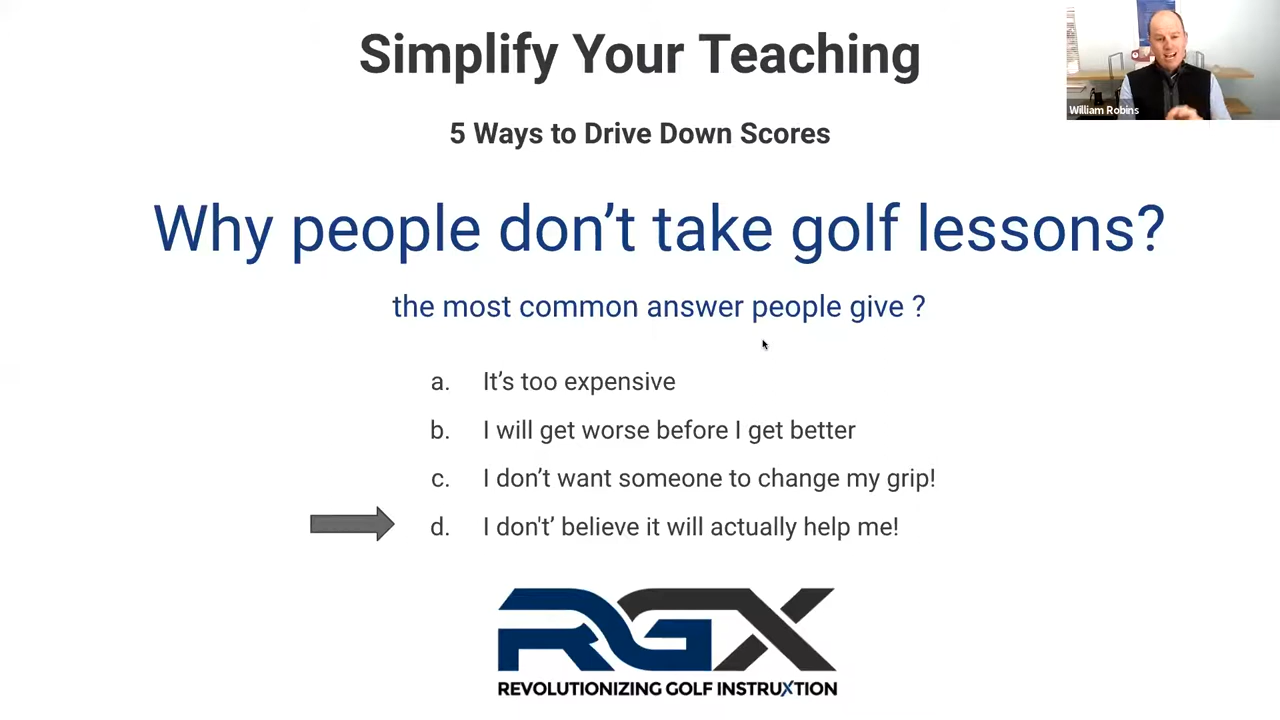 Simplify Your Teaching
William Robins
5 Ways to Drive Down Scores
Why people don’t take golf lessons?
the most common answer people give ?
a. It’s too expensive
b. I will get worse before I get better
c. I don’t want someone to change my grip!
d. I don't’ believe it will actually help me!
RGX
REVOLUTIONIZING GOLF INSTRUXTION